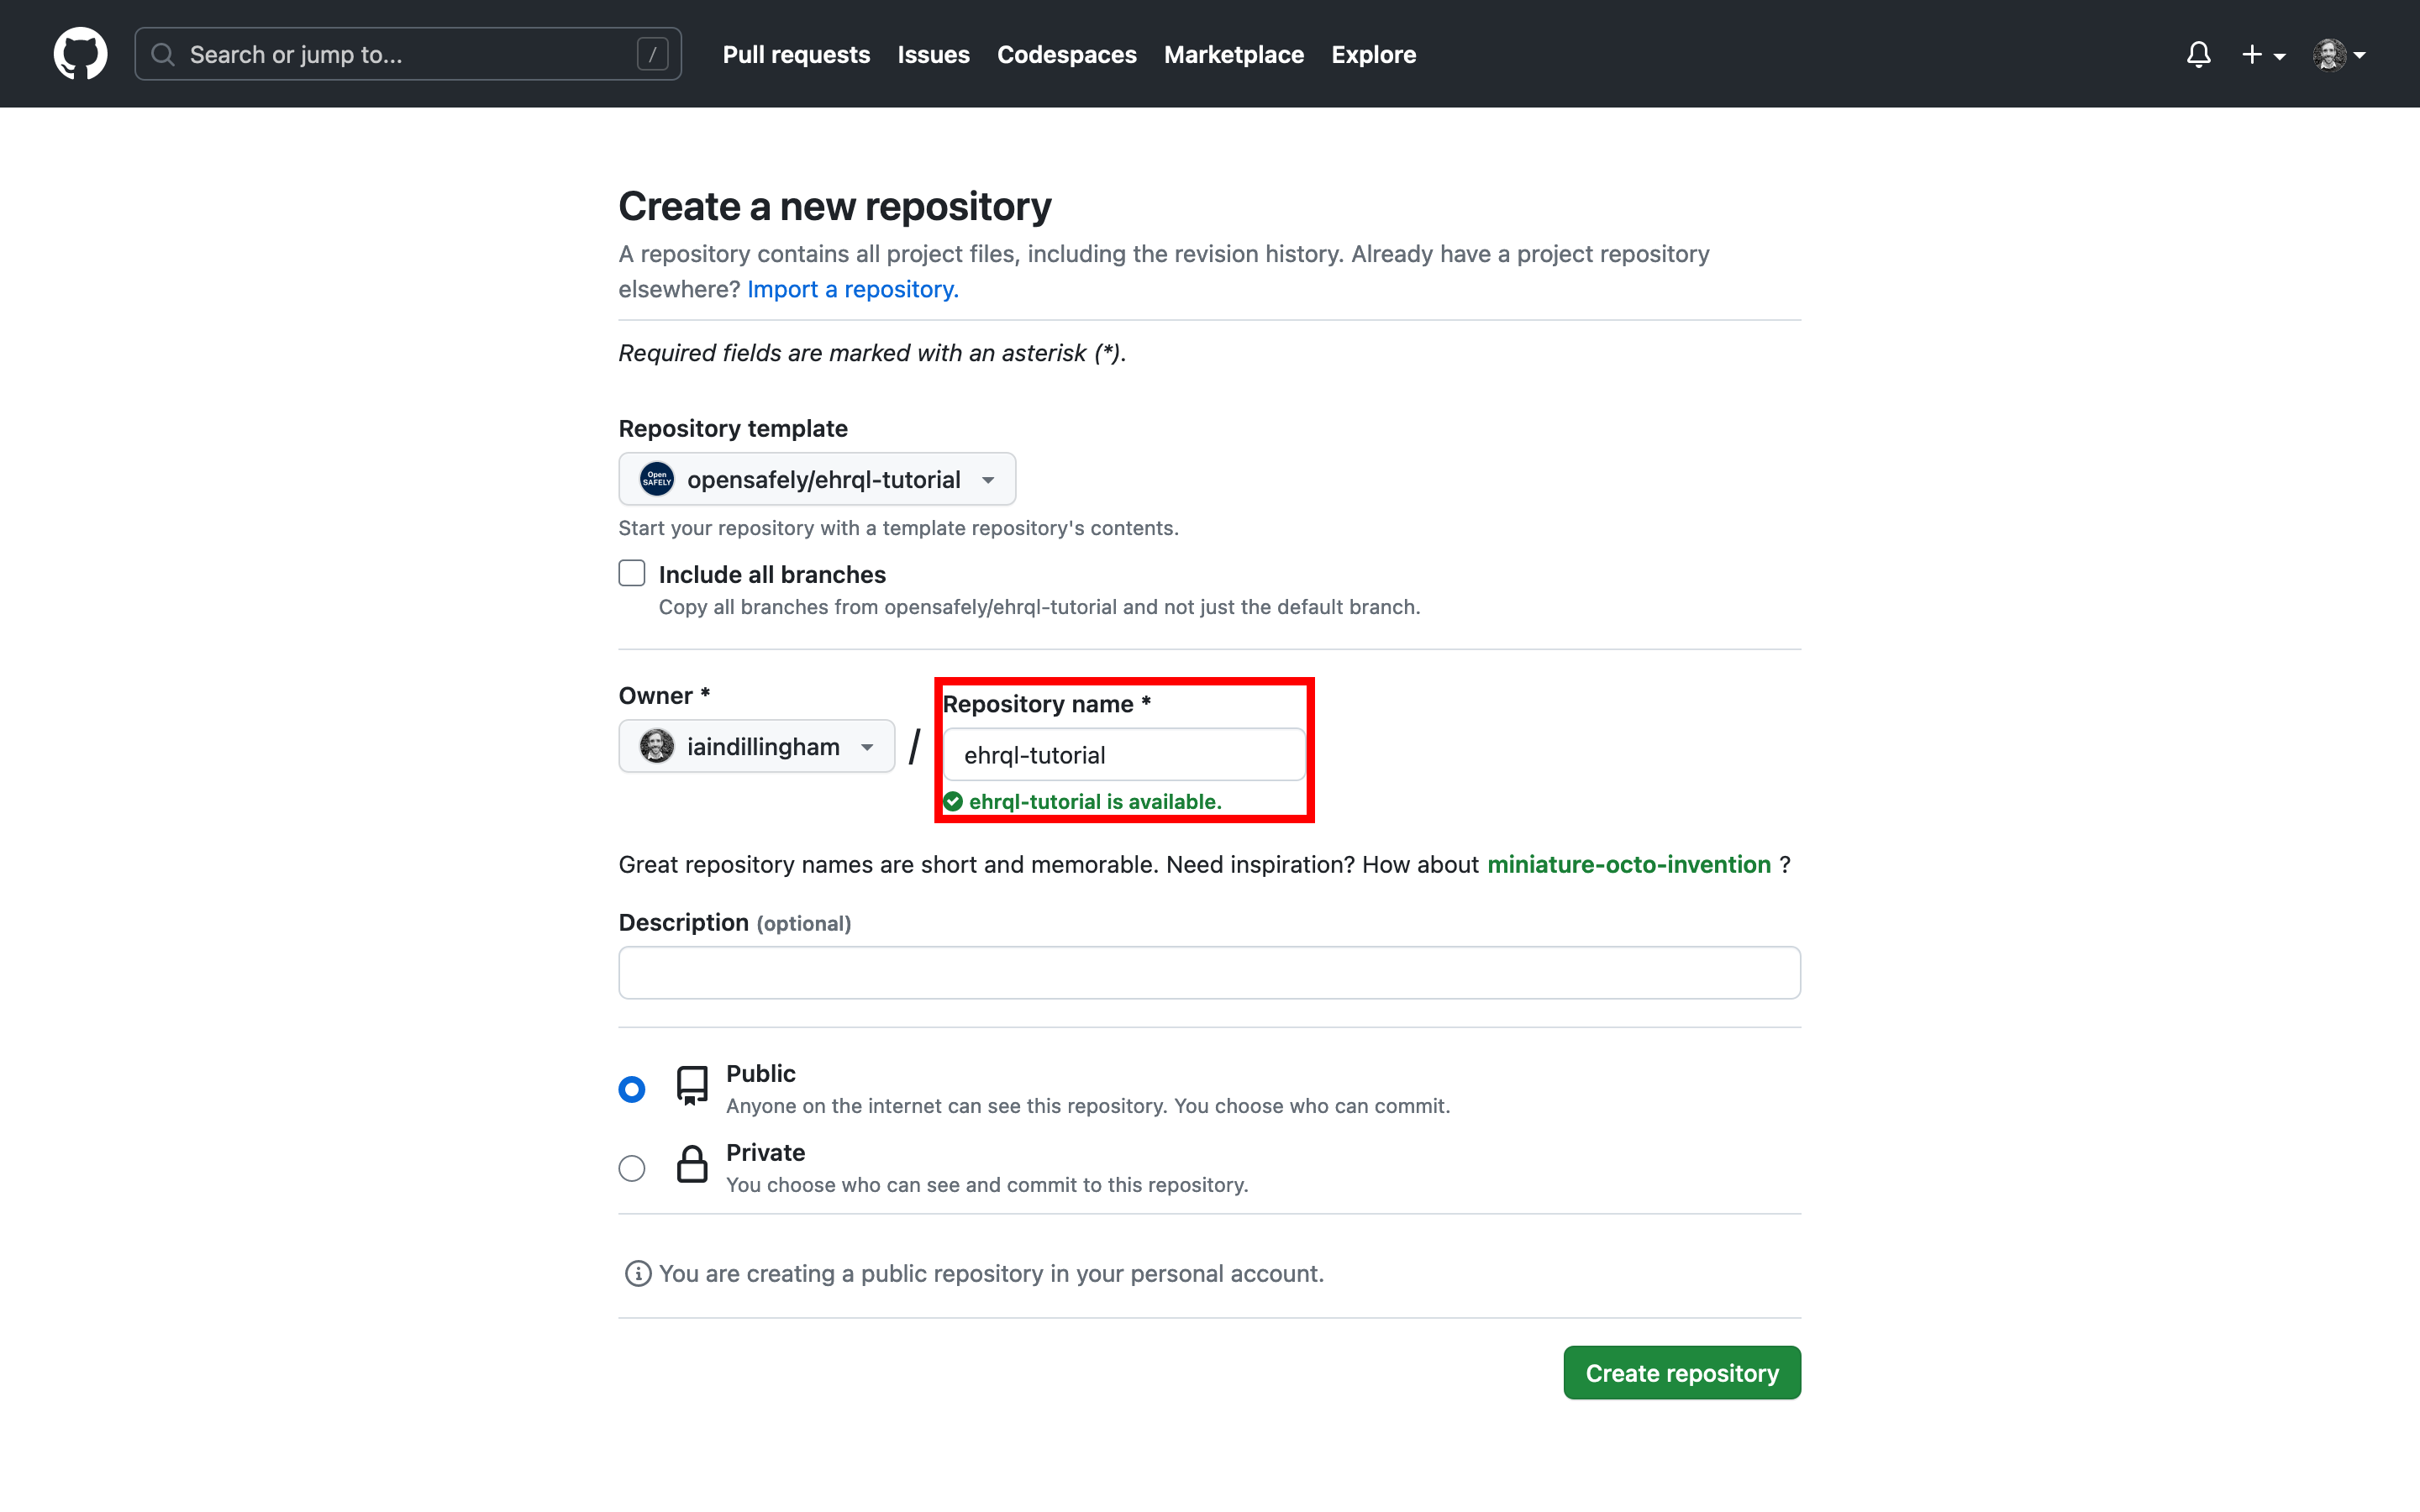 Search or jump to... /
Pull requests Issues Codespaces Marketplace Explore
Create a new repository
A repository contains all project files, including the revision history. Already have a project repository
elsewhere? Import a repository.
Required fields are marked with an asterisk (*).
Repository template
Open
SAFELY
opensafely/ehrql-tutorial
Start your repository with a template repository's contents.
Include all branches
Copy all branches from opensafely/ehrql-tutorial and not just the default branch.
Owner *
iaindillingham
/
Repository name *
ehrql-tutorial
ehrql-tutorial is available.
Great repository names are short and memorable. Need inspiration? How about miniature-octo-invention ?
Description (optional)
Public
Anyone on the internet can see this repository. You choose who can commit.
Private
You choose who can see and commit to this repository.
You are creating a public repository in your personal account.
Create repository